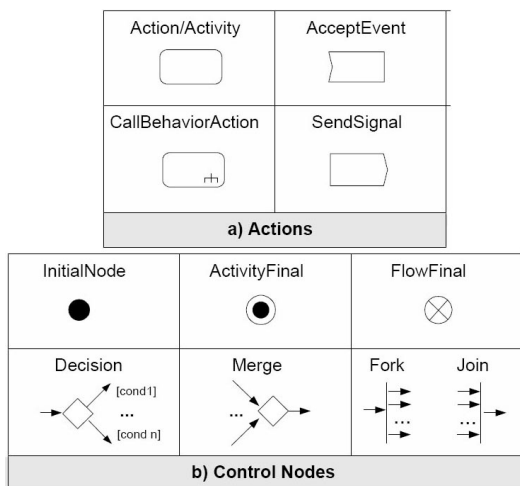 Action/Activity
AcceptEvent
CallBehaviorAction
SendSignal
a) Actions
InitialNode
ActivityFinal
FlowFinal
Decision
[cond1]
...
[cond n]
Merge
...
Fork
Join
...
...
b) Control Nodes